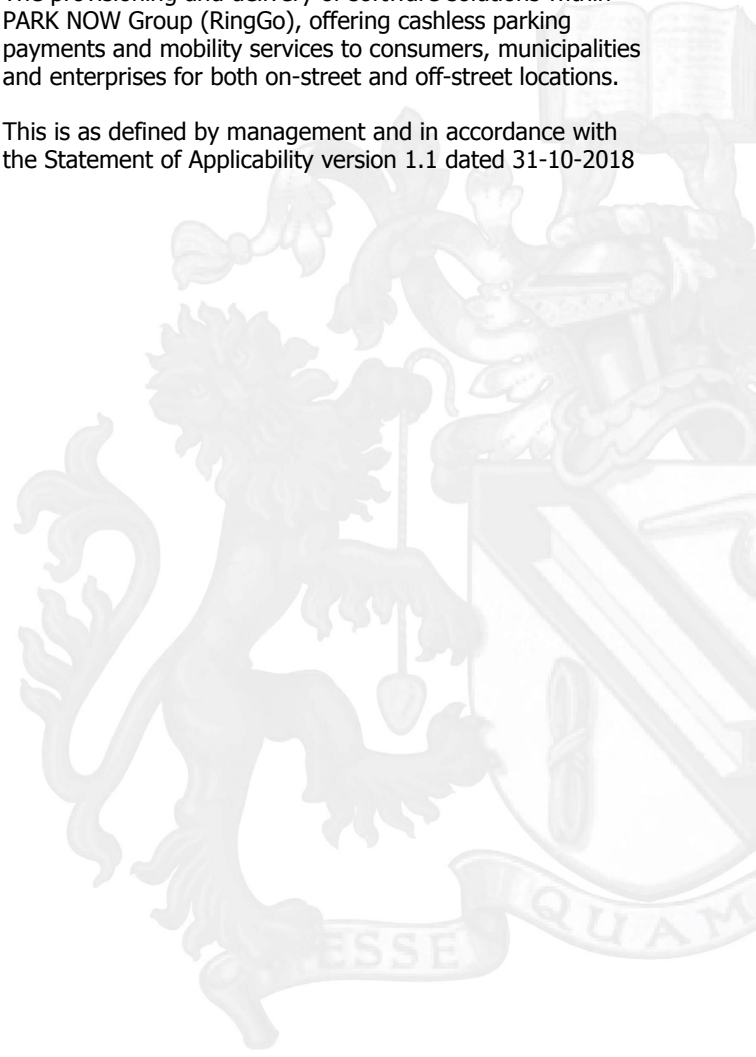 The provisioning and delivery of software solutions within
PARK NOW Group (RingGo), offering cashless parking
payments and mobility services to consumers, municipalities
and enterprises for both on-street and off-street locations.
This is as defined by management and in accordance with
the Statement of Applicability version 1.1 dated 31-10-2018
ESSE
QUAM